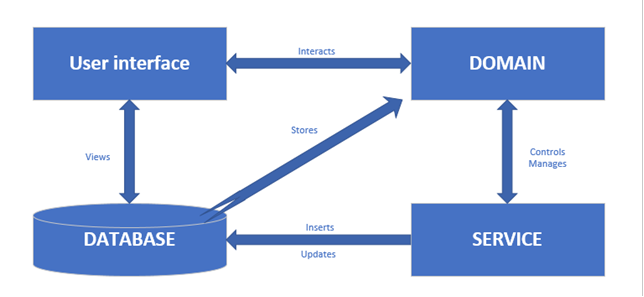 User interface
Interacts
DOMAIN
Stores
Views
Controls
Manages
DATABASE
Inserts
Updates
SERVICE